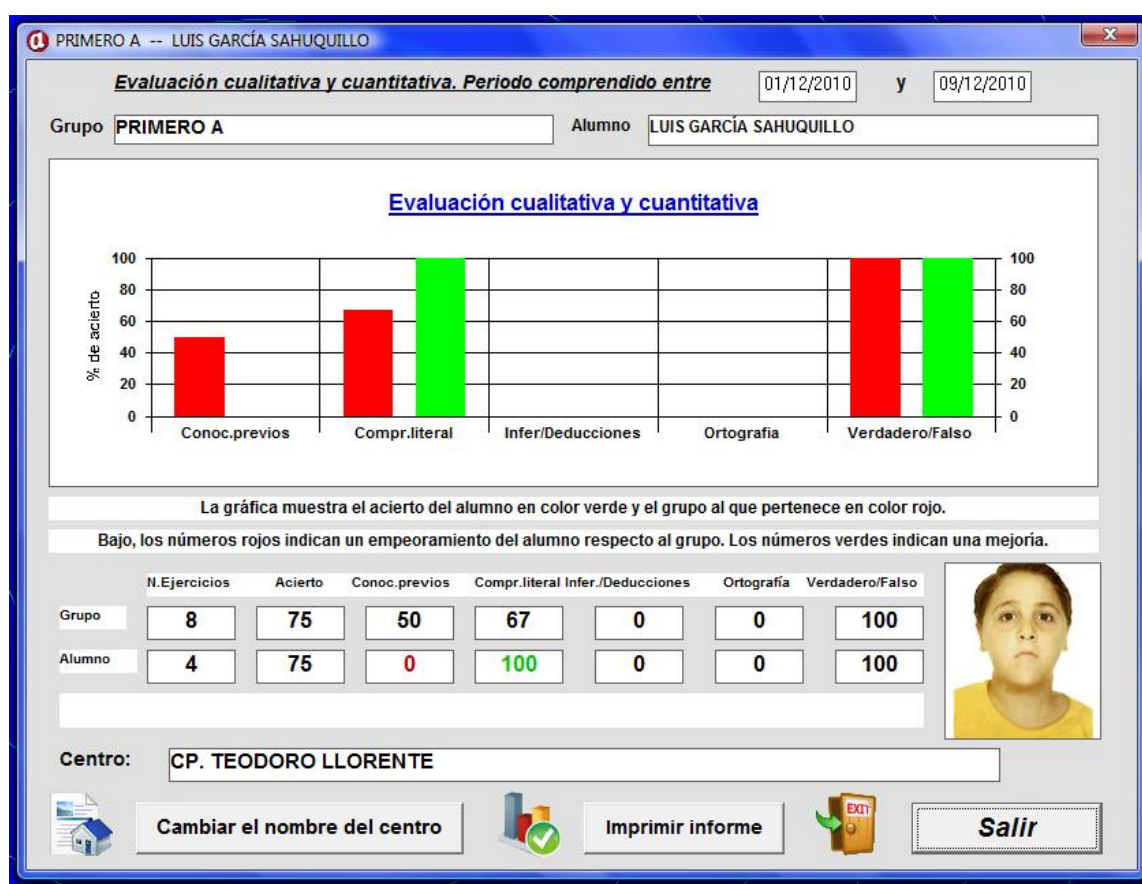 PRIMERO A -- LUIS GARCÍA SAHUQUILLO
X
Evaluación cualitativa y cuantitativa. Periodo comprendido entre 01/12/2010 y 09/12/2010
Grupo PRIMERO A Alumno LUIS GARCÍA SAHUQUILLO
Evaluación cualitativa y cuantitativa
% de acierto
100 100
80 80
60 60
40 40
20 20
0 0
Conoc.previos Compr.literal Infer/Deducciones Ortografia Verdadero/Falso
La gráfica muestra el acierto del alumno en color verde y el grupo al que pertenece en color rojo.
Bajo, los números rojos indican un empeoramiento del alumno respecto al grupo. Los números verdes indican una mejoria.
N.Ejercicios Acierto Conoc.previos Compr.literal Infer./Deducciones Ortografía Verdadero/Falso
Grupo 8 75 50 67 0 0 100
Alumno 4 75 0 100 0 0 100
Centro: CP. TEODORO LLORENTE
Cambiar el nombre del centro Imprimir informe EXIT Salir